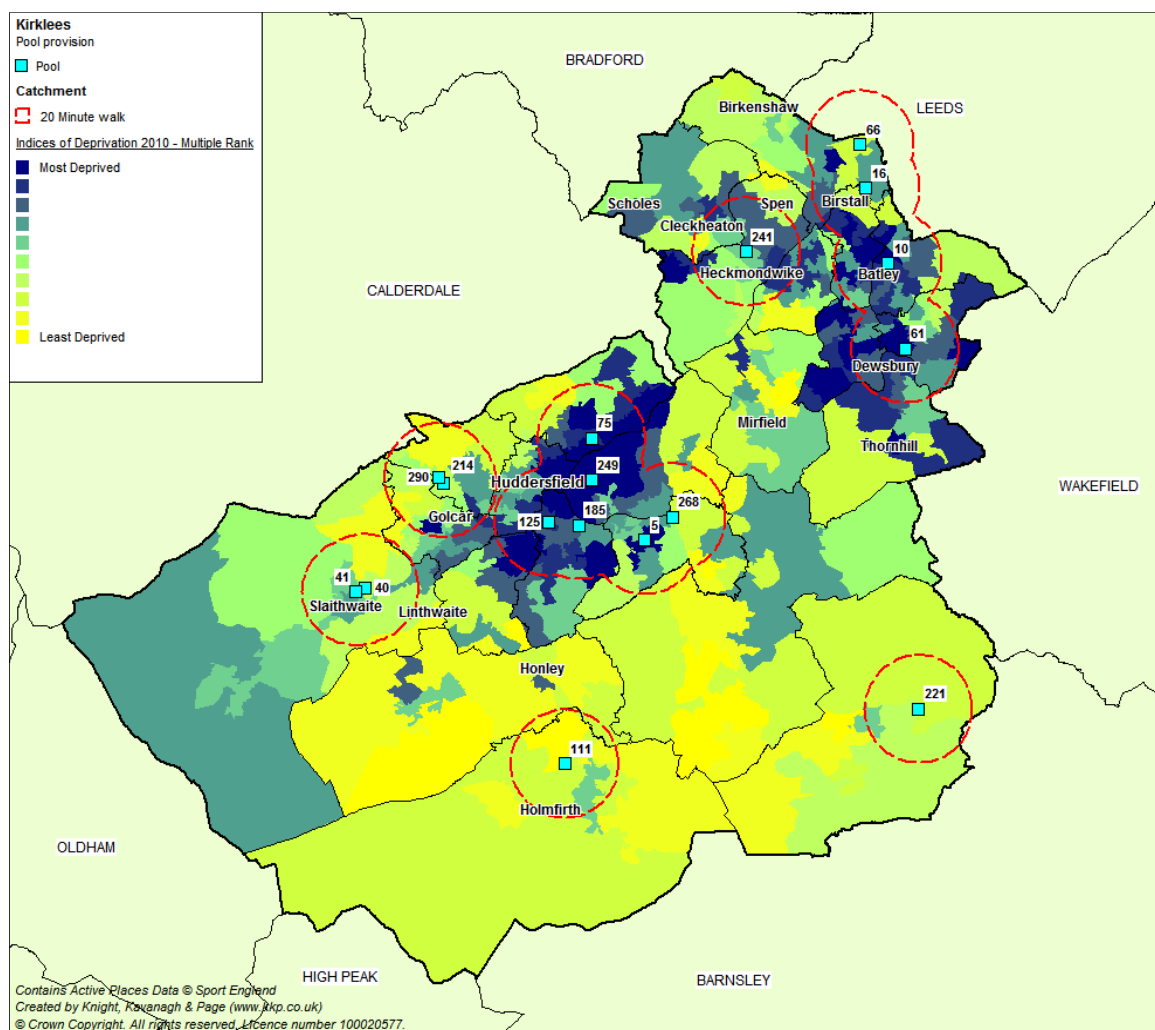 Kirklees
Pool provision
Pool
Catchment
20 Minute walk
Indices of Deprivation 2010 - Multiple Rank
Most Deprived
Least Deprived
BRADFORD
LEEDS
Birkenshaw
66
16
Scholes
Spen
Birstall
Cleckheaton
241
10
Heckmondwike
Batley
CALDERDALE
61
Dewsbury
75
Mirfield
Thornhill
214
290
249
Huddersfield
WAKEFIELD
268
Golcar
125
185
5
41
40
Slaithwaite
Linthwaite
Honley
221
111
Holmfirth
OLDHAM
HIGH PEAK
BARNSLEY
Contains Active Places Data © Sport England
Created by Knight, Kavanagh & Page (www.kkp.co.uk)
© Crown Copyright. All rights reserved. Licence number 100020577.